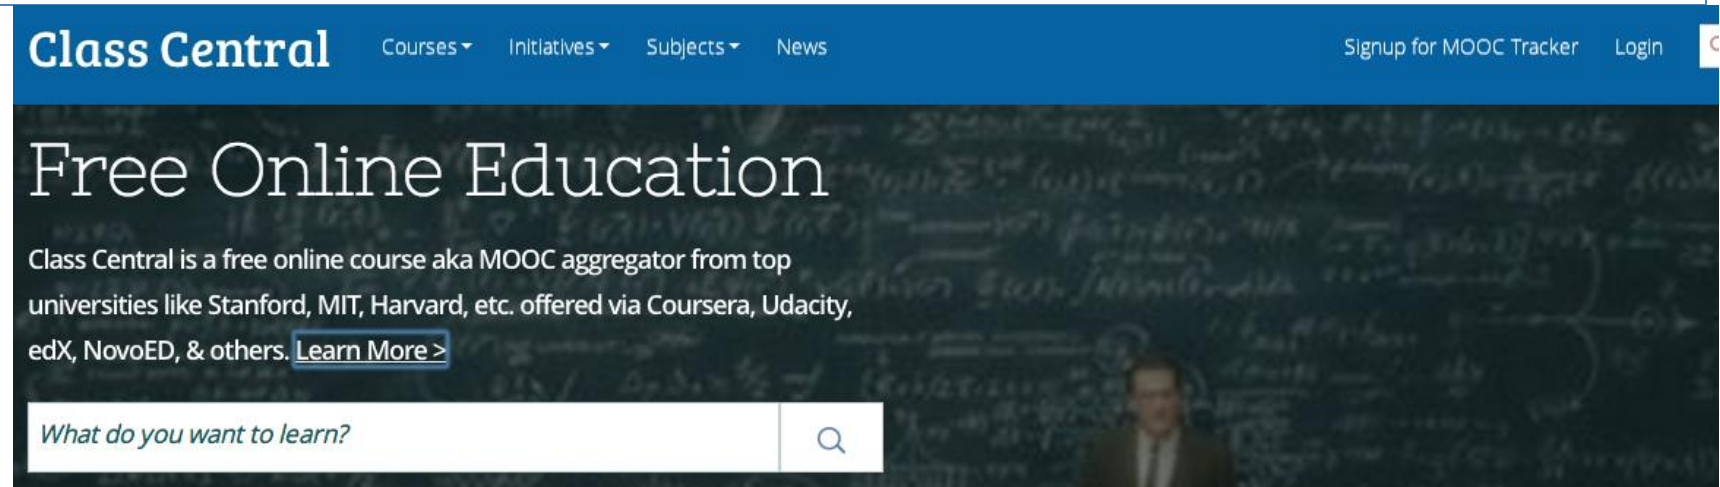 Class Central Courses Initiatives Subjects News Signup for MOOC Tracker Login
Free Online Education
Class Central is a free online course aka MOOC aggregator from top
universities like Stanford, MIT, Harvard, etc. offered via Coursera, Udacity,
edX, NovoED, & others. Learn More >
What do you want to learn?